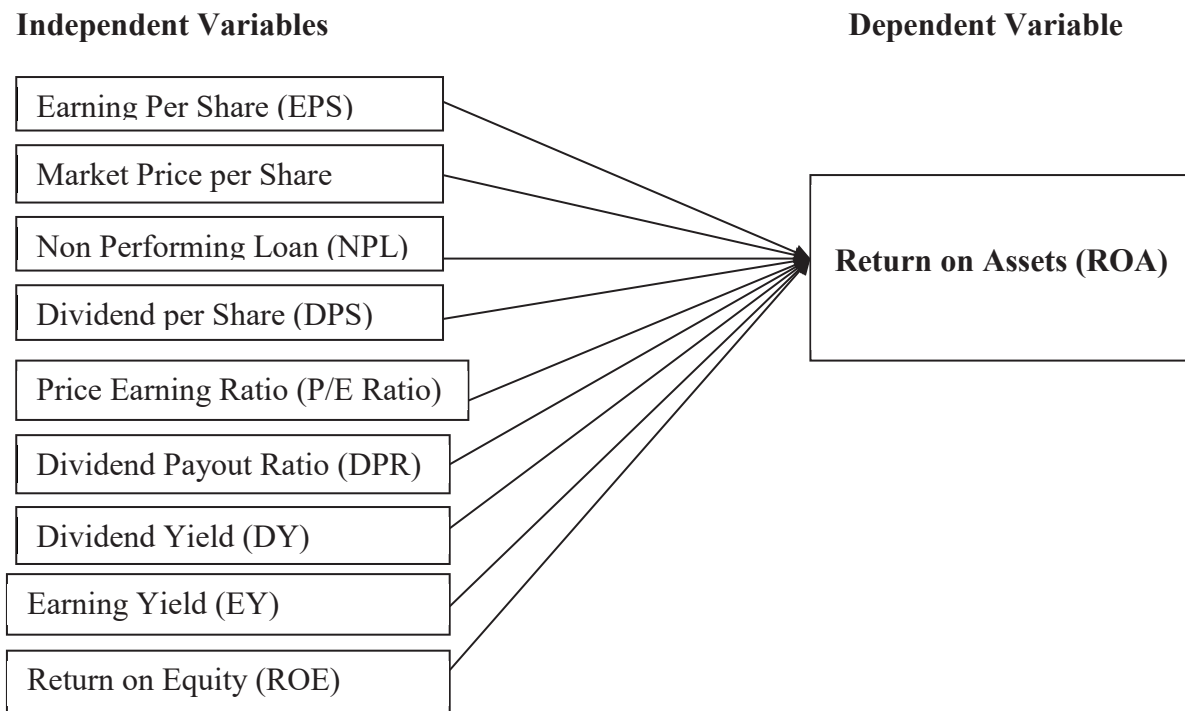 Independent Variables
Dependent Variable
Earning Per Share (EPS)
Market Price per Share
Non Performing Loan (NPL)
Dividend per Share (DPS)
Price Earning Ratio (P/E Ratio)
Dividend Payout Ratio (DPR)
Dividend Yield (DY)
Earning Yield (EY)
Return on Equity (ROE)
Return on Assets (ROA)